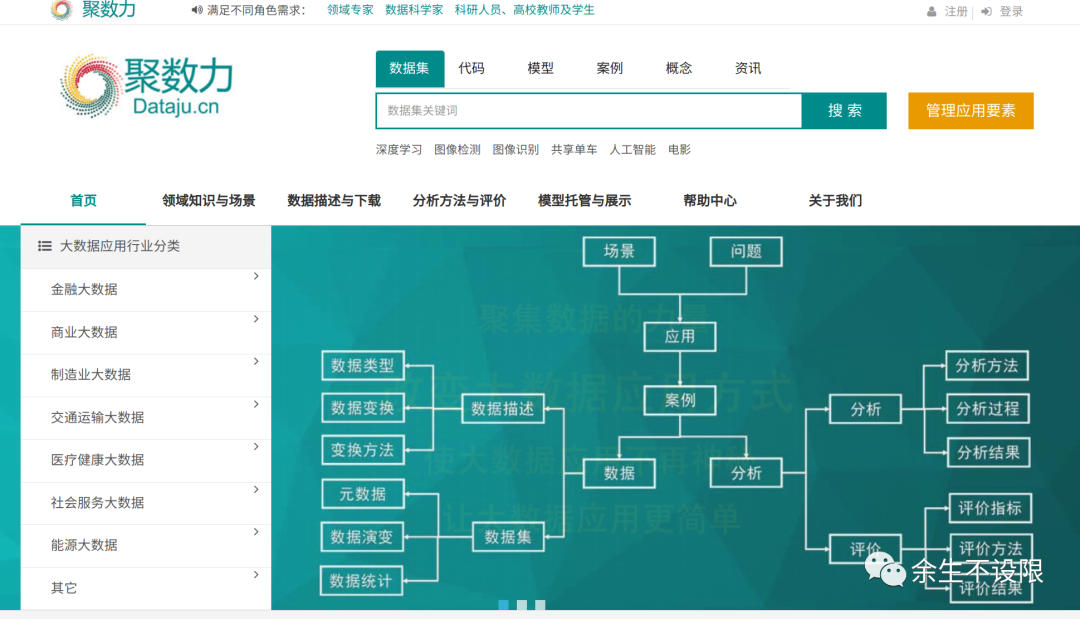 聚数力
满足不同角色需求： 领域专家 数据科学家 科研人员、高校教师及学生
注册 | 登录
聚数力
Dataju.cn
数据集 代码 模型 案例 概念 资讯
数据集关键词 搜 索 管理应用要素
深度学习 图像检测 图像识别 共享单车 人工智能 电影
首页 领域知识与场景 数据描述与下载 分析方法与评价 模型托管与展示 帮助中心 关于我们
大数据应用行业分类
金融大数据
商业大数据
制造业大数据
交通运输大数据
医疗健康大数据
社会服务大数据
能源大数据
其它
场景 问题
聚集数据的力量
应用
数据类型 分析方法
改变大数据应用方式
案例
数据变换 数据描述 分析 分析过程
变换方法 分析结果
数据 分析
元数据
评价指标
让大数据应用更简单
数据演变 数据集
评价 评价方法
数据统计 评价结果
余生不设限